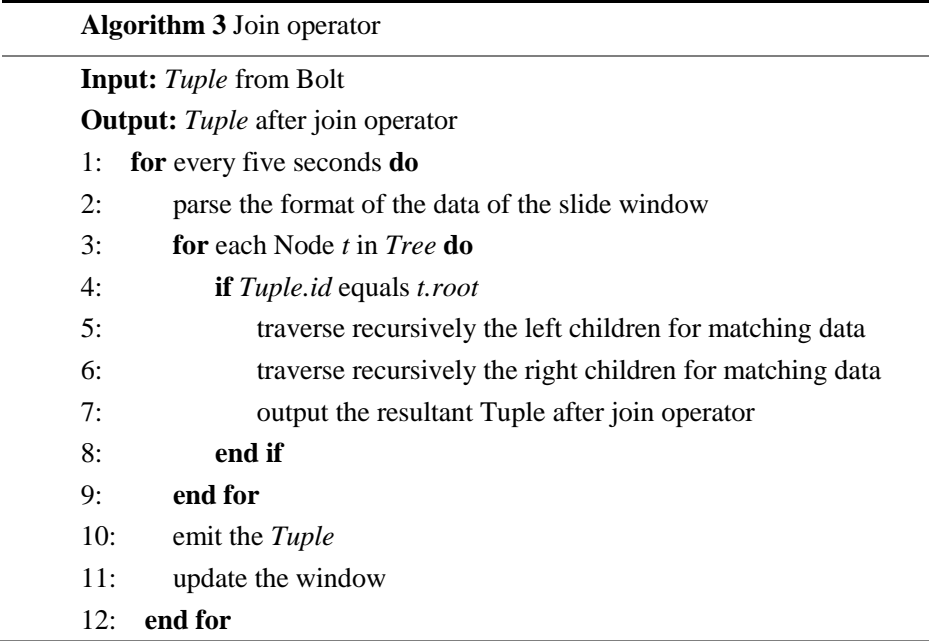 Algorithm 3 Join operator
Input: Tuple from Bolt
Output: Tuple after join operator
1: for every five seconds do
2: parse the format of the data of the slide window
3: for each Node t in Tree do
4: if Tuple.id equals t.root
5: traverse recursively the left children for matching data
6: traverse recursively the right children for matching data
7: output the resultant Tuple after join operator
8: end if
9: end for
10: emit the Tuple
11: update the window
12: end for